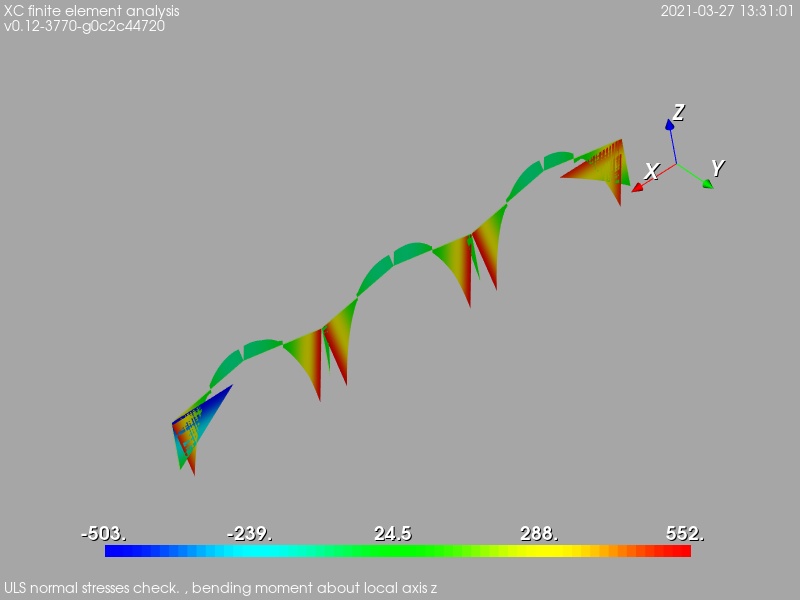 XC finite element analysis
v0.12-3770-g0c2c44720
2021-03-27 13:31:01
Z
X
Y
-503. -239. 24.5 288. 552.
ULS normal stresses check. , bending moment about local axis z